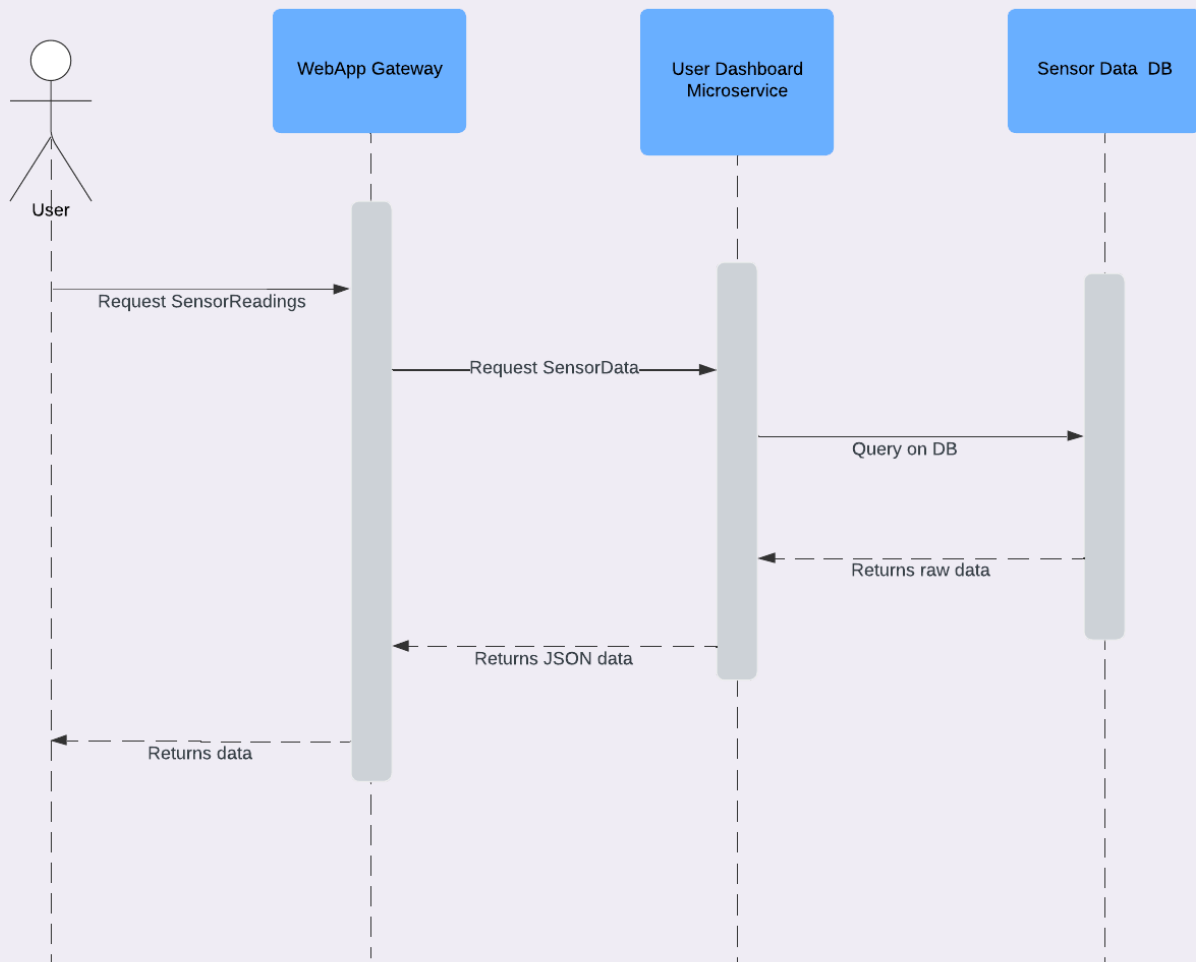 WebApp Gateway
User Dashboard
Microservice
Sensor Data  DB
User
Request SensorReadings
Request SensorData
Query on DB
Returns raw data
Returns JSON data
Returns data